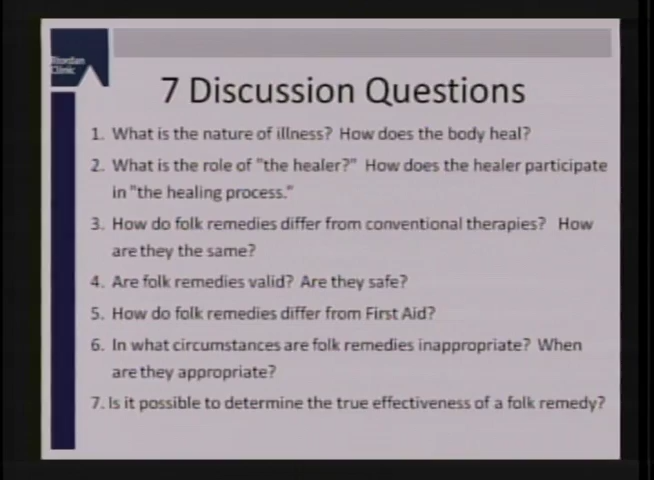 Riordan
Clinic
7 Discussion Questions
1. What is the nature of illness? How does the body heal?
2. What is the role of "the healer?" How does the healer participate
in "the healing process."
3. How do folk remedies differ from conventional therapies? How
are they the same?
4. Are folk remedies valid? Are they safe?
5. How do folk remedies differ from First Aid?
6. In what circumstances are folk remedies inappropriate? When
are they appropriate?
7. Is it possible to determine the true effectiveness of a folk remedy?